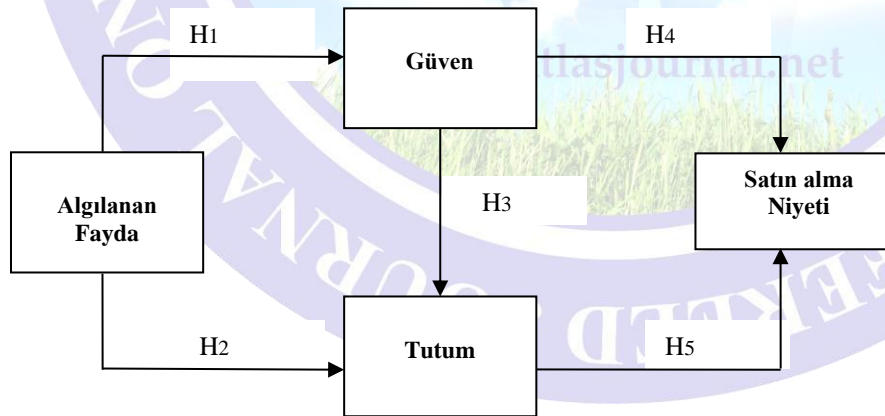 H1
H4
Güven
atlasjournal.net
Algılanan
Fayda
H3
Satın alma
Niyeti
H2
Tutum
H5